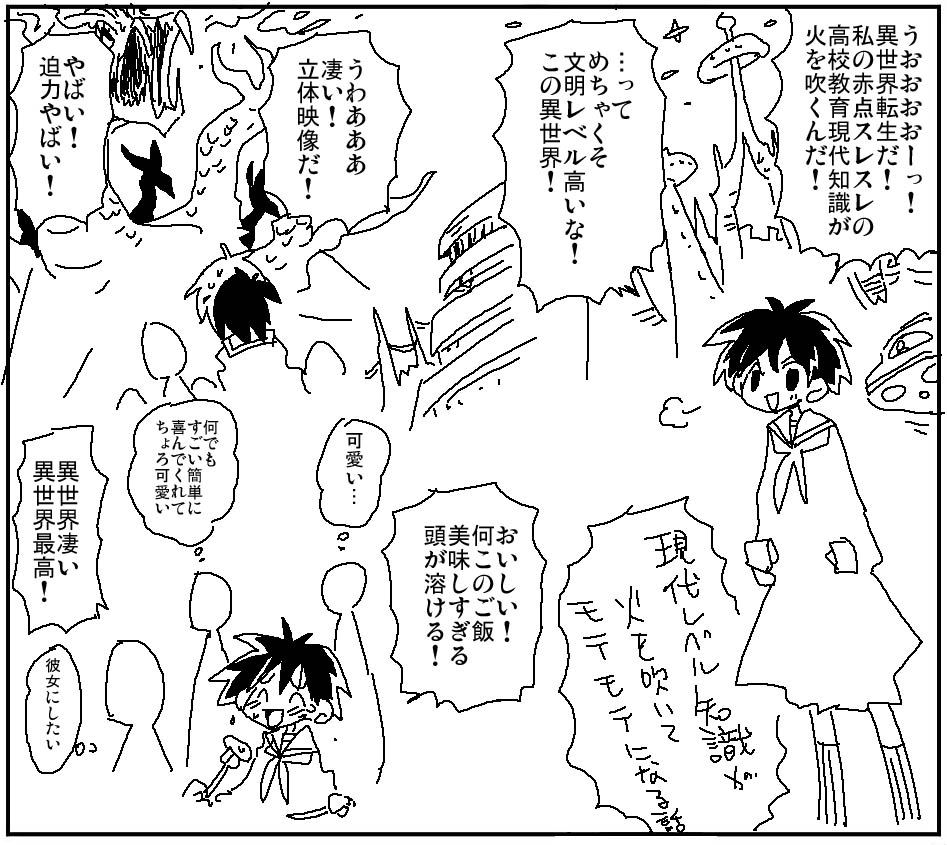 うおおおおーっ！
異世界転生だ！
私の赤点スレスレの
高校教育現代知識が
火を吹くんだ！
…って
めちゃくそ
文明レベル高いな！
この異世界！
うわあああ
凄い！
立体映像だ！
やばい！
迫力やばい！
現代レベル知識が
火を吹いて
モテモテになる話
おいしい！
何このご飯
美味しすぎる
頭が溶ける！
可愛い…
何でも
すごい簡単に
喜んでくれて
ちょろ可愛い
異世界凄い
異世界最高！
彼女にしたい